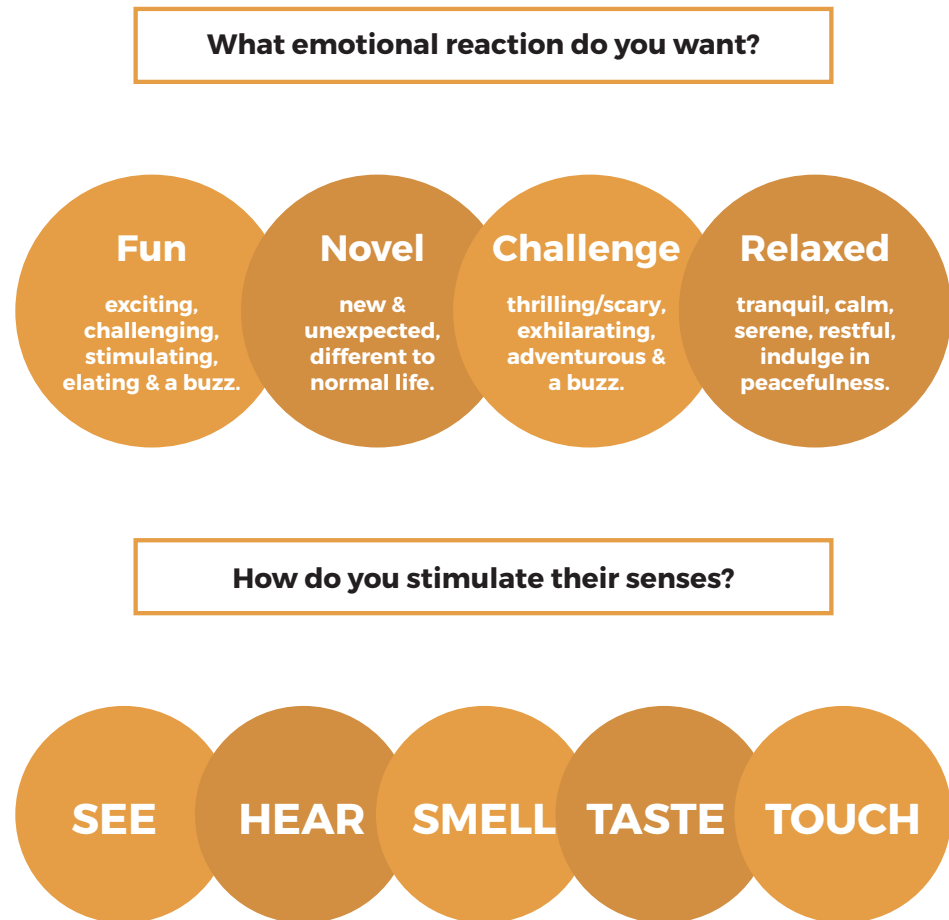 What emotional reaction do you want?
Fun
exciting,
challenging,
stimulating,
elating & a buzz.
Novel
new &
unexpected,
different to
normal life.
Challenge
thrilling/scary,
exhilarating,
adventurous &
a buzz.
Relaxed
tranquil, calm,
serene, restful,
indulge in
peacefulness.
How do you stimulate their senses?
SEE
HEAR
SMELL
TASTE
TOUCH